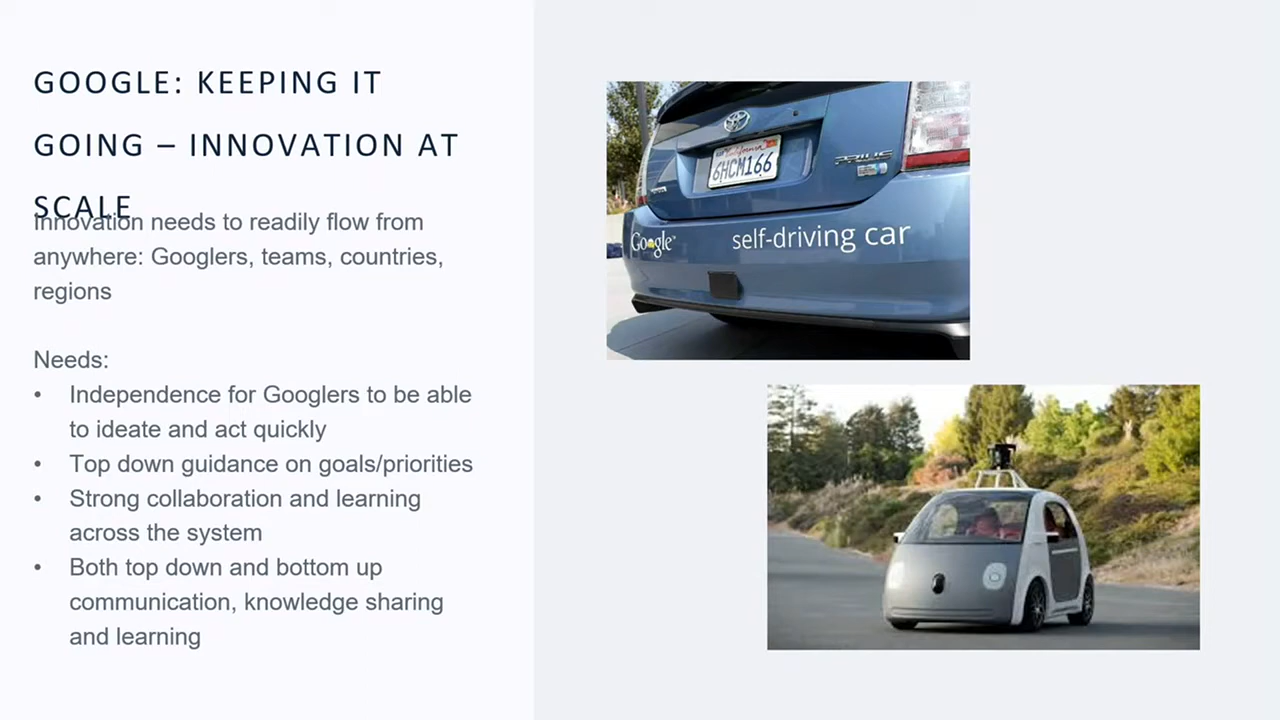 GOOGLE: KEEPING IT
GOING – INNOVATION AT
SCALE
Innovation needs to readily flow from
anywhere: Googlers, teams, countries,
regions
Needs:
• Independence for Googlers to be able
to ideate and act quickly
• Top down guidance on goals/priorities
• Strong collaboration and learning
across the system
• Both top down and bottom up
communication, knowledge sharing
and learning
California
6HCM166
PRIUS
Google™
self-driving car